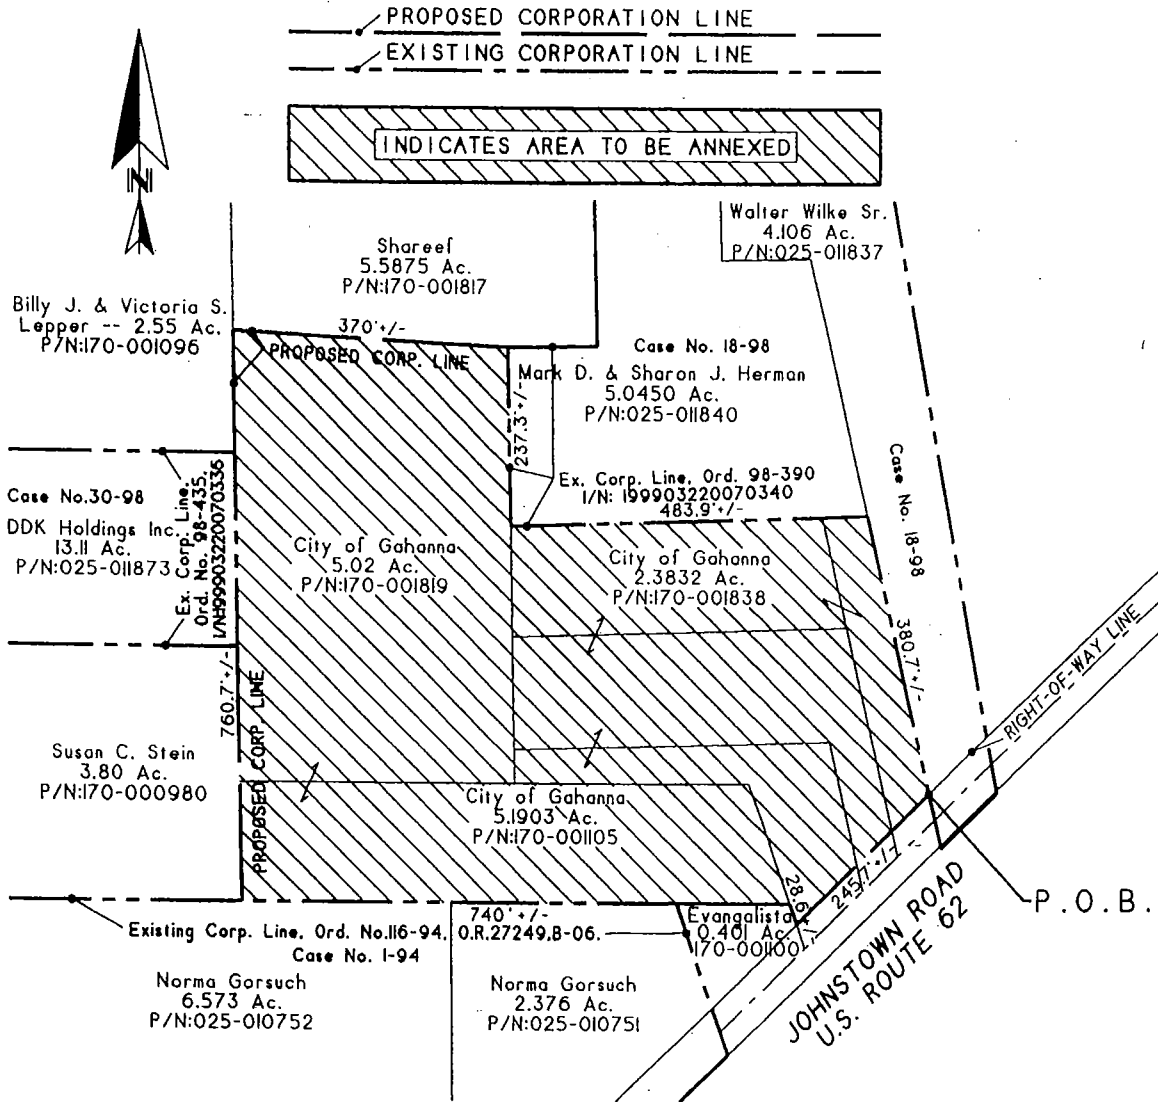 PROPOSED CORPORATION LINE
EXISTING CORPORATION LINE
INDICATES AREA TO BE ANNEXED
N
Walter Wilke Sr.
4.106 Ac.
P/N:025-011837
Shareef
5.5875 Ac.
P/N:170-001817
Billy J. & Victoria S.
Lepper -- 2.55 Ac.
P/N:170-001096
370'+/-
PROPOSED CORP. LINE
Case No. 18-98
Mark D. & Sharon J. Herman
5.0450 Ac.
P/N:025-011840
237.3'+/-
Ex. Corp. Line, Ord. 98-390
I/N: 199903220070340
483.9'+/-
Case No. 18-98
Case No.30-98
DDK Holdings Inc.
13.11 Ac.
P/N:025-011873
Ex. Corp. Line,
Ord. No. 98-435,
I/N:199903220070336
City of Gahanna
5.02 Ac.
P/N:170-001819
City of Gahanna
2.3832 Ac.
P/N:170-001838
380.7'+/-
RIGHT-OF-WAY LINE
760.7'+/-
PROPOSED CORP. LINE
Susan C. Stein
3.80 Ac.
P/N:170-000980
City of Gahanna
5.1903 Ac.
P/N:170-001105
28.6'+/-
245.7'+/-
P.O.B.
740'+/-
Existing Corp. Line, Ord. No.116-94, O.R.27249,B-06.
Case No. 1-94
Evangalista
0.401 Ac.
170-001100
Norma Gorsuch
6.573 Ac.
P/N:025-010752
Norma Gorsuch
2.376 Ac.
P/N:025-010751
JOHNSTOWN ROAD
U.S. ROUTE 62